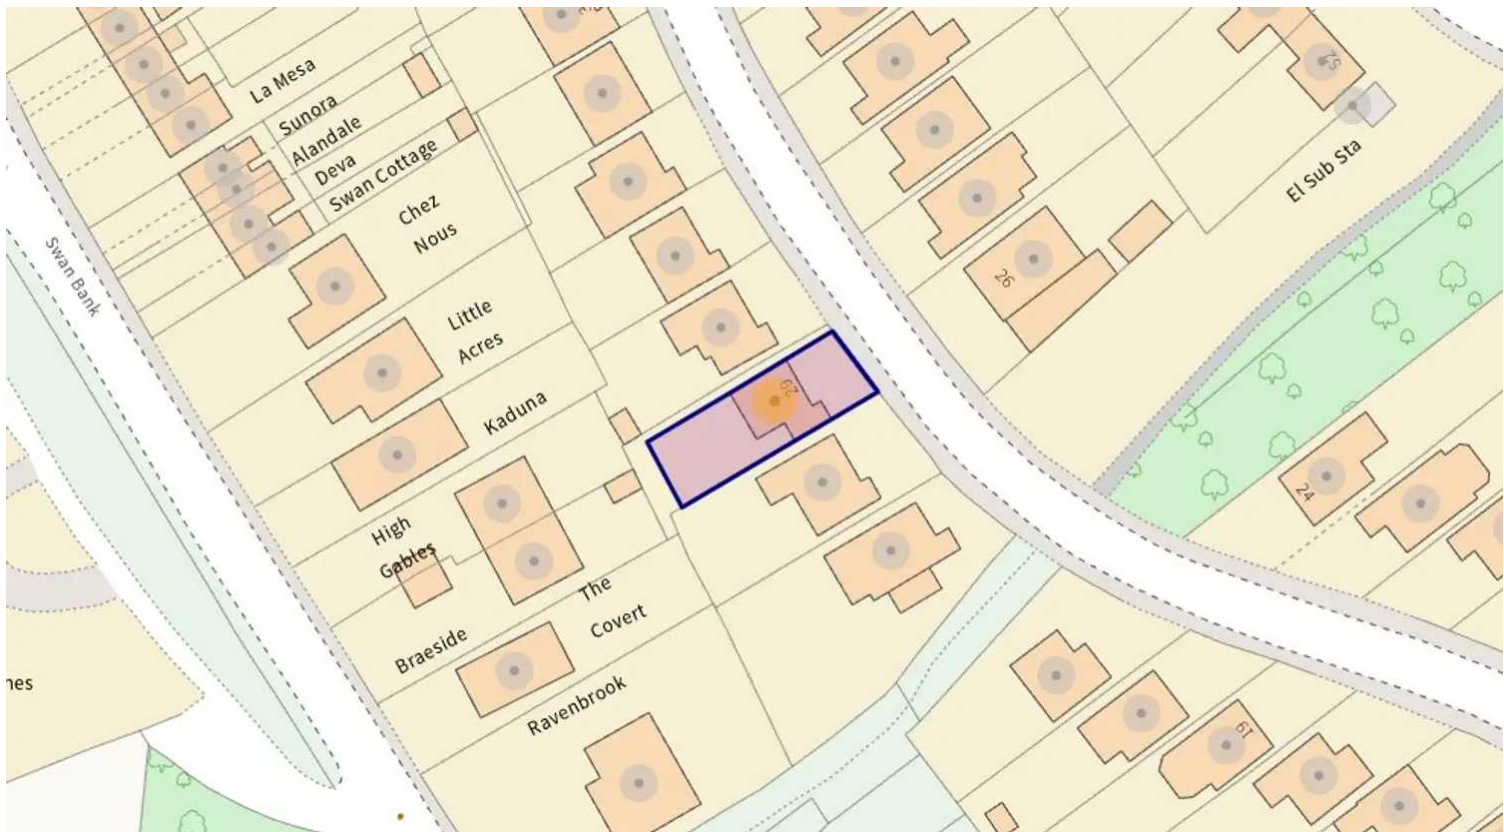 La Mesa
Sunora
Alandale
Deva
Swan Cottage
Chez
Nous
Swan Bank
Little
Acres
Kaduna
High
Gables
The
Covert
Braeside
Ravenbrook
nes
29
26
52
El Sub Sta
24
19